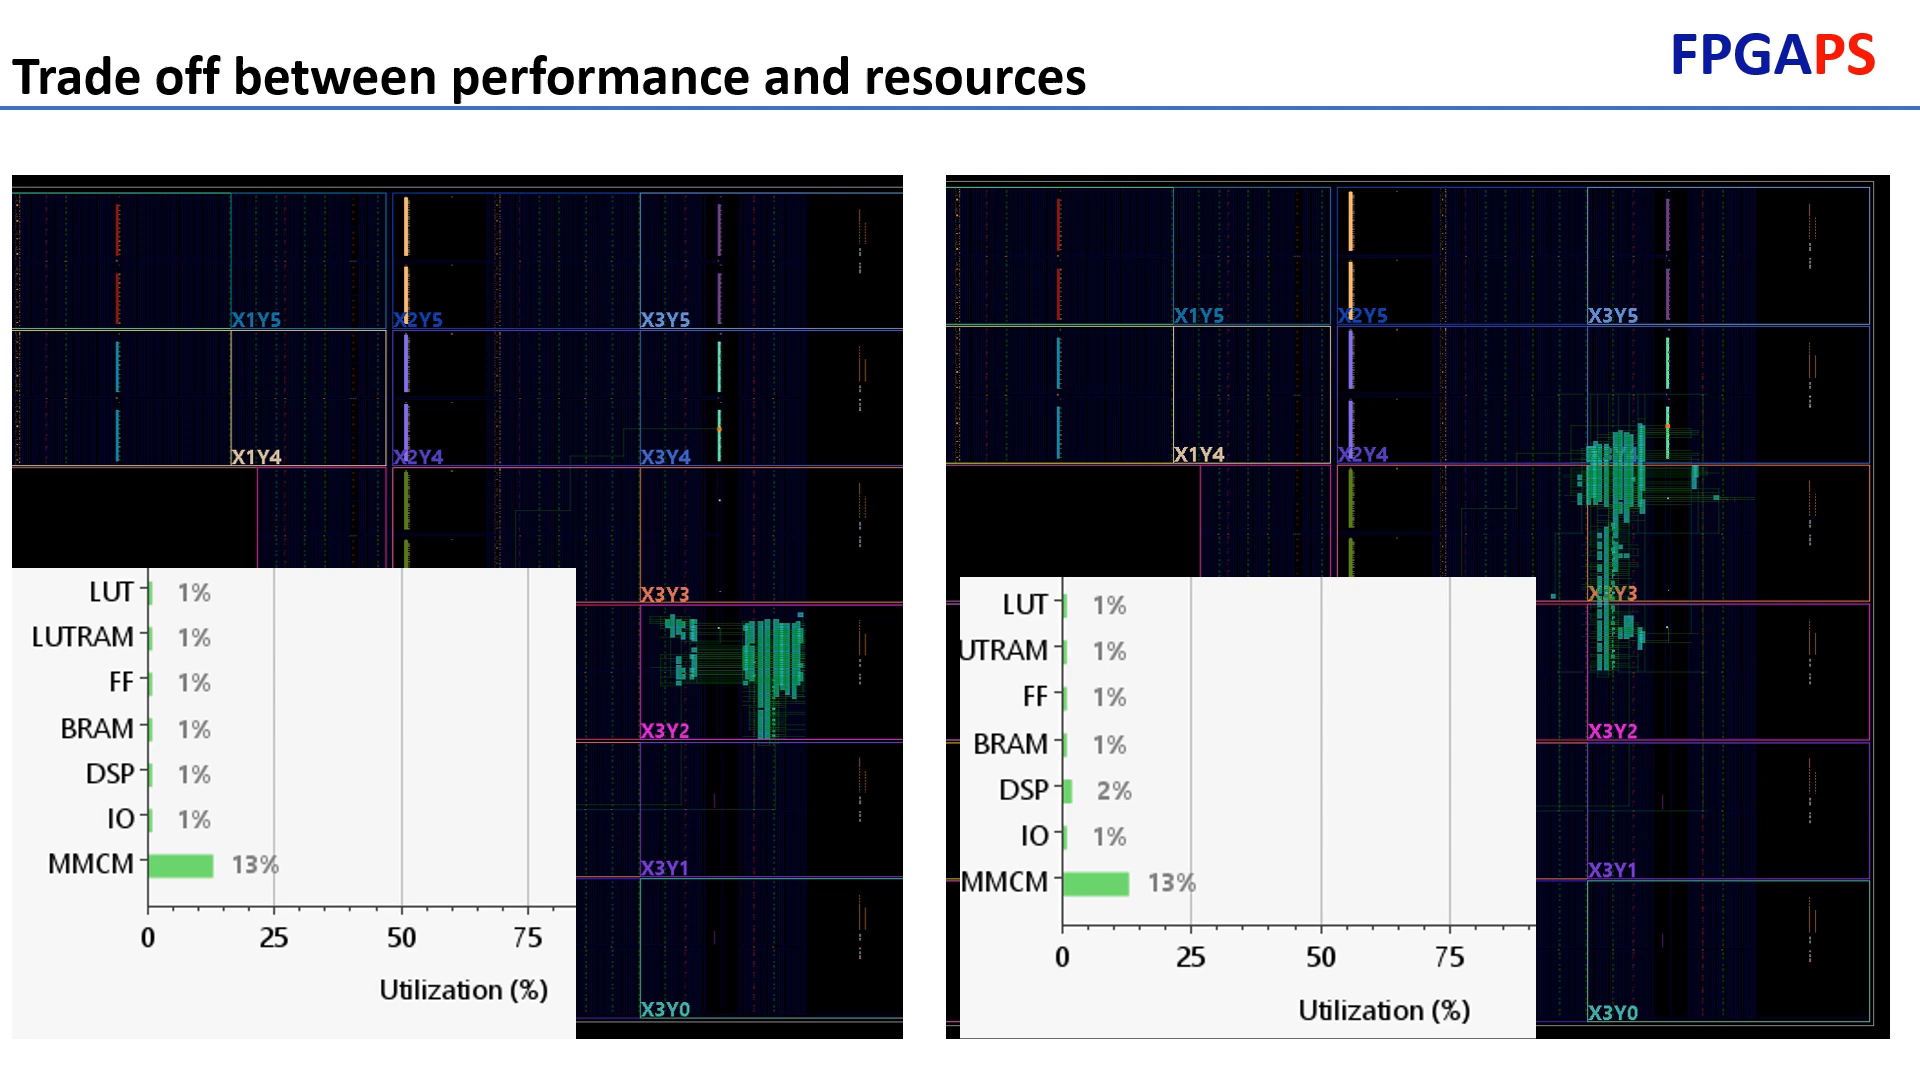 Trade off between performance and resources
FPGAPS
X1Y5
X2Y5
X3Y5
X1Y4
X2Y4
X3Y4
X3Y3
X3Y2
X3Y1
X3Y0
LUT 1%
LUTRAM 1%
FF 1%
BRAM 1%
DSP 1%
IO 1%
MMCM 13%
0 25 50 75
Utilization (%)
X1Y5
X2Y5
X3Y5
X1Y4
X2Y4
X3Y3
X3Y2
X3Y1
X3Y0
LUT 1%
UTRAM 1%
FF 1%
BRAM 1%
DSP 2%
IO 1%
MMCM 13%
0 25 50 75
Utilization (%)